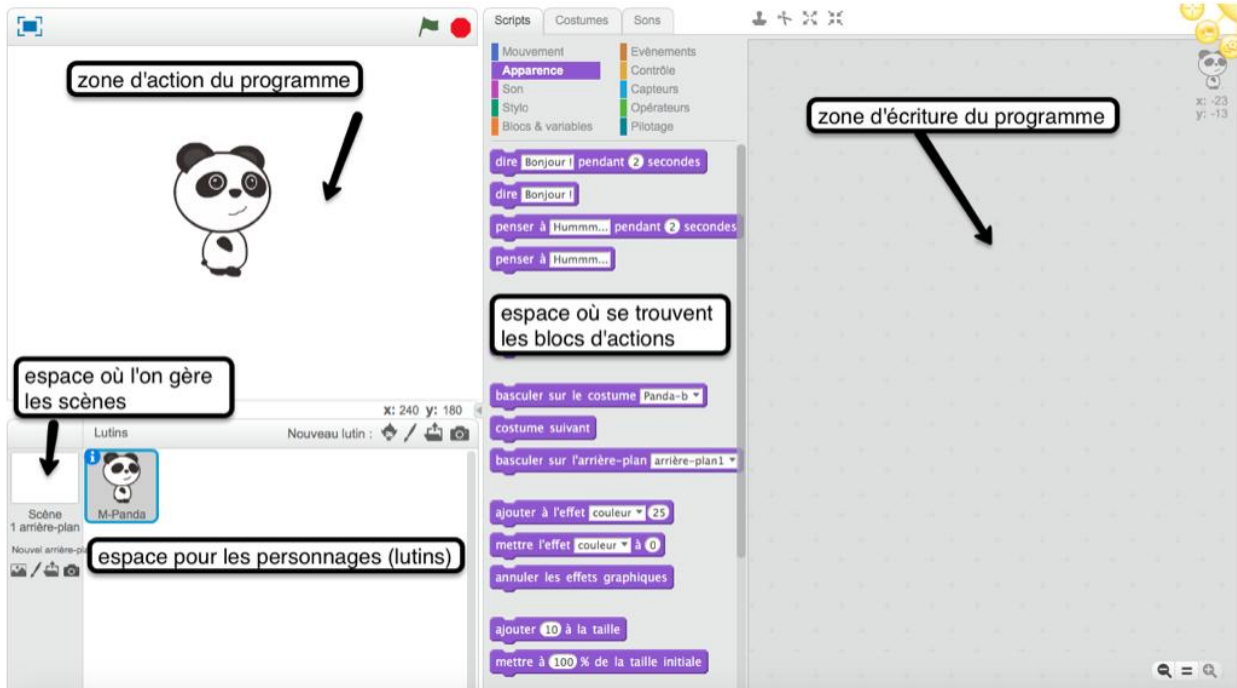 zone d'action du programme
espace où l'on gère
les scènes
x: 240 y: 180
Lutins
Nouveau lutin :
Scène
1 arrière-plan
Nouvel arrière-pl
M-Panda
espace pour les personnages (lutins)
Scripts
Costumes
Sons
Mouvement
Evènements
Apparence
Contrôle
Son
Capteurs
Stylo
Opérateurs
Blocs & variables
Pilotage
dire Bonjour ! pendant 2 secondes
dire Bonjour !
penser à Hummm... pendant 2 secondes
penser à Hummm...
espace où se trouvent
les blocs d'actions
basculer sur le costume Panda-b
costume suivant
basculer sur l'arrière-plan arrière-plan1
ajouter à l'effet couleur 25
mettre l'effet couleur à 0
annuler les effets graphiques
ajouter 10 à la taille
mettre à 100 % de la taille initiale
zone d'écriture du programme
x: -23
y: -13